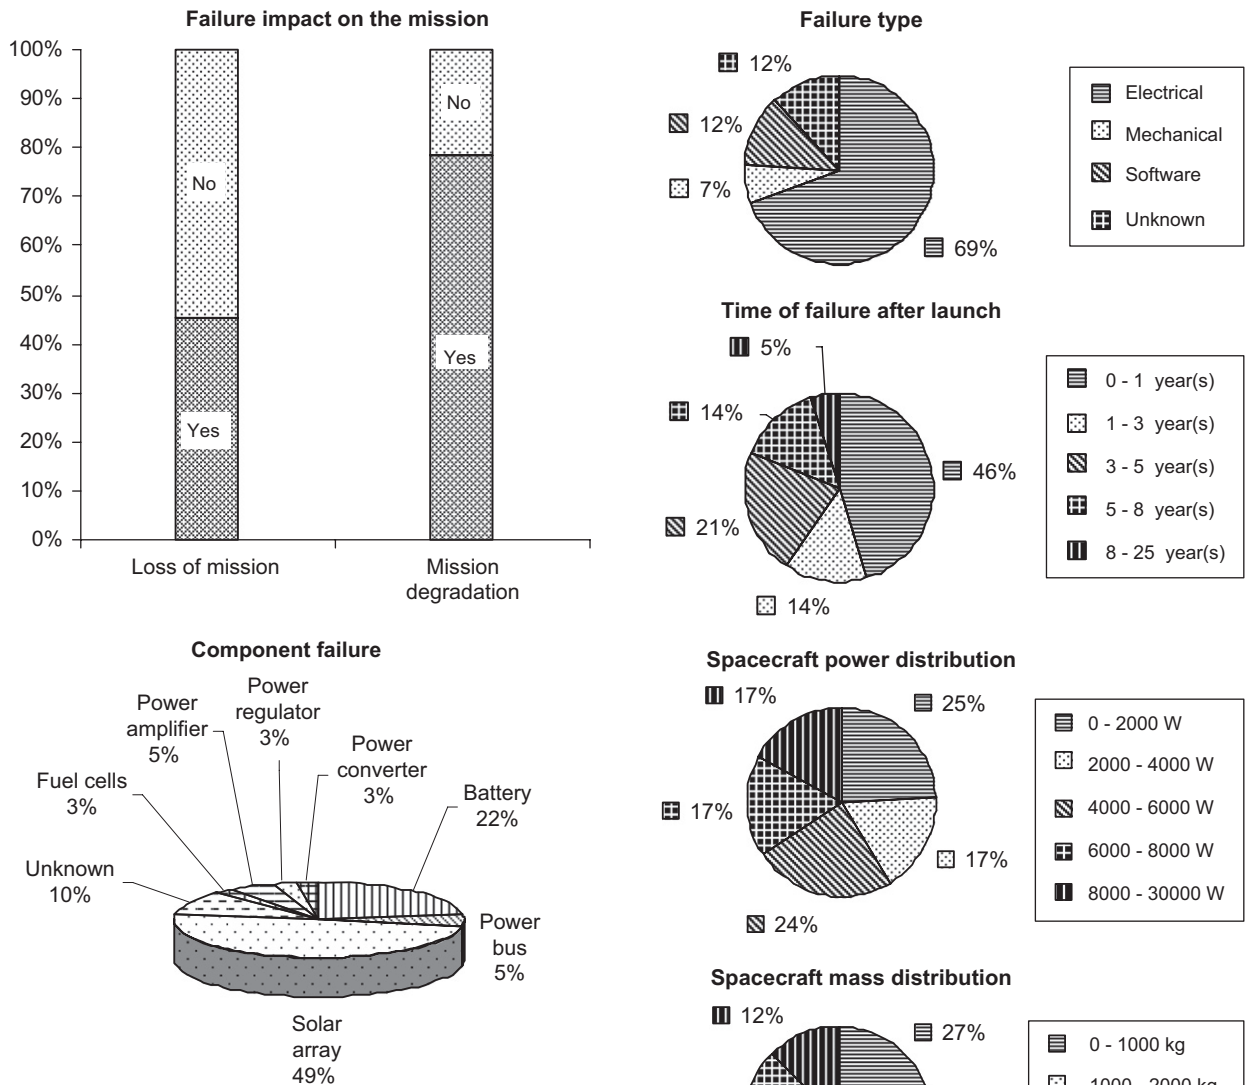 Failure impact on the mission
100%
90%
80%
70%
60%
50%
40%
30%
20%
10%
0%
No
Yes
No
Yes
Loss of mission
Mission
degradation
Component failure
Power
regulator
3%
Power
amplifier
5%
Power
converter
3%
Fuel cells
3%
Battery
22%
Unknown
10%
Power
bus
5%
Solar
array
49%
Failure type
12%
12%
7%
69%
Electrical
Mechanical
Software
Unknown
Time of failure after launch
5%
14%
46%
21%
14%
0 - 1 year(s)
1 - 3 year(s)
3 - 5 year(s)
5 - 8 year(s)
8 - 25 year(s)
Spacecraft power distribution
17%
25%
17%
17%
24%
0 - 2000 W
2000 - 4000 W
4000 - 6000 W
6000 - 8000 W
8000 - 30000 W
Spacecraft mass distribution
12%
27%
0 - 1000 kg
1000 - 2000 kg